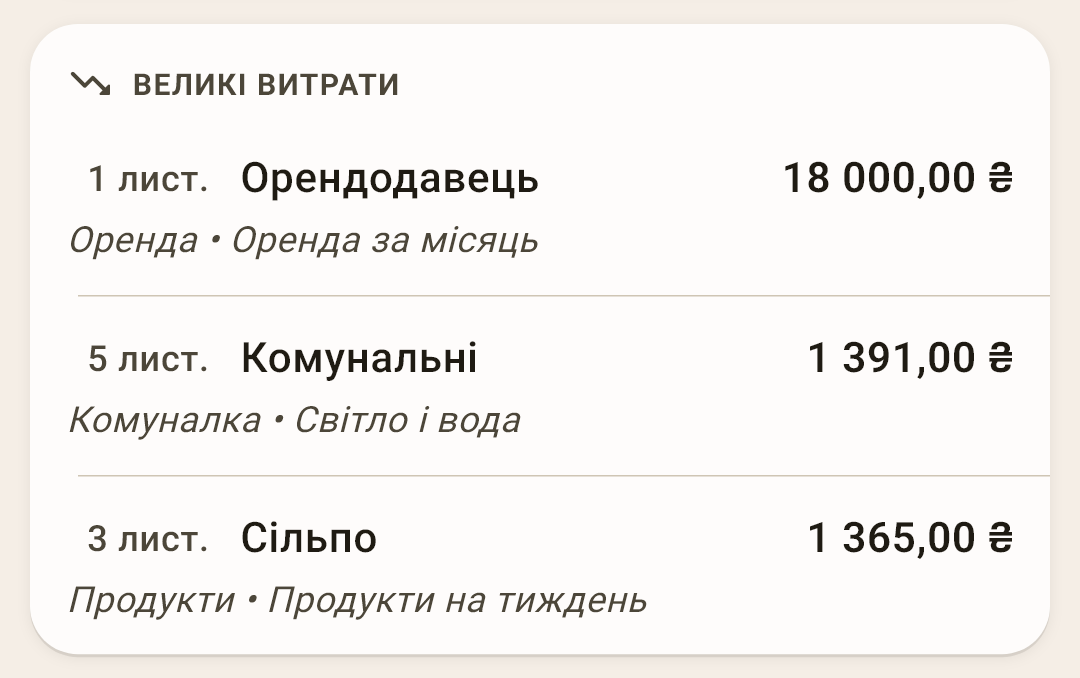 ВЕЛИКІ ВИТРАТИ
1 лист. Орендодавець 18 000,00 ₴
Оренда • Оренда за місяць
5 лист. Комунальні 1 391,00 ₴
Комуналка • Світло і вода
3 лист. Сільпо 1 365,00 ₴
Продукти • Продукти на тиждень